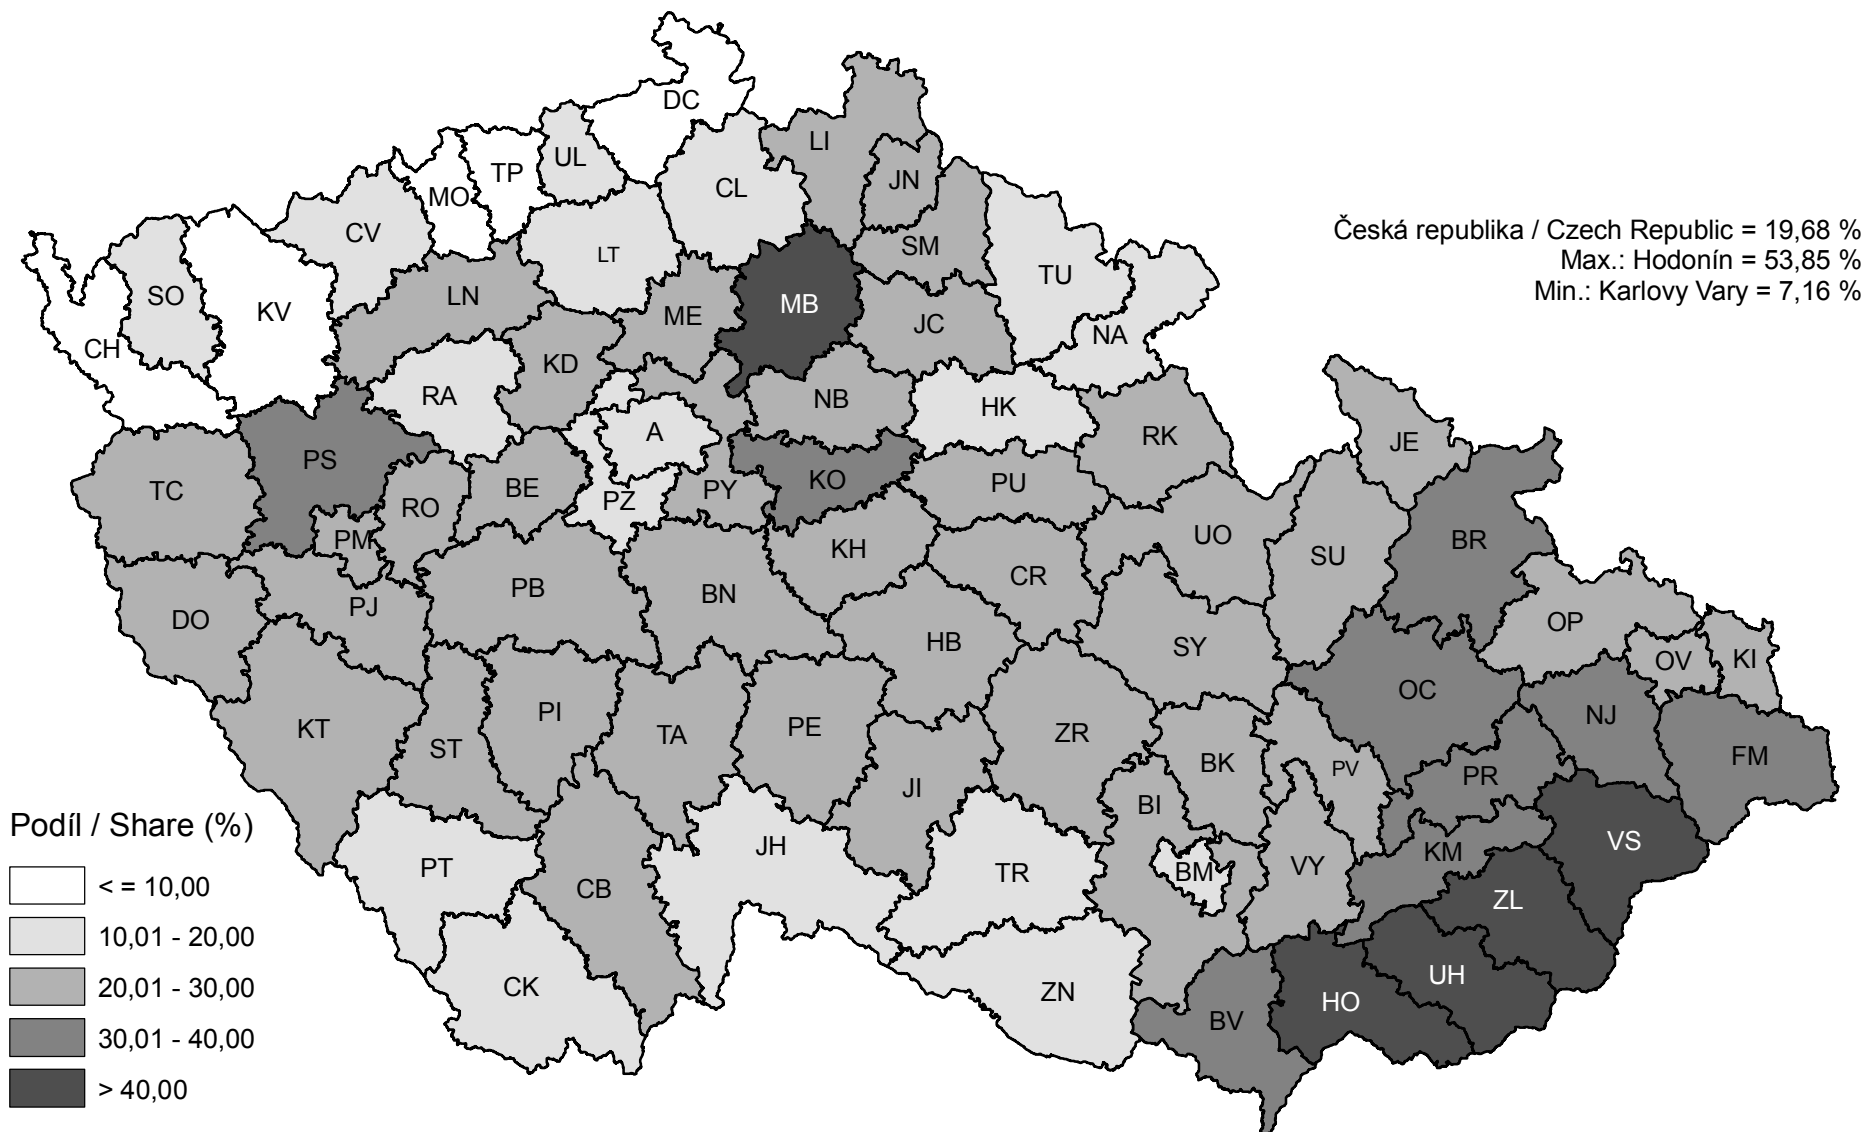 DC
LI
UL
TP
JN
CL
MO
CV
SM
LT
TU
Česká republika / Czech Republic = 19,68 %
Max.: Hodonín = 53,85 %
Min.: Karlovy Vary = 7,16 %
SO
LN
KV
MB
ME
JC
NA
CH
KD
RA
NB
HK
A
RK
JE
PS
KO
TC
BE
PY
PU
RO
PZ
PM
KH
UO
BR
SU
CR
PB
BN
PJ
DO
HB
SY
OP
OV
KI
OC
PI
NJ
KT
ST
TA
PE
ZR
FM
BK
PV
PR
JI
BI
Podíl / Share (%)
VS
JH
KM
PT
TR
BM
VY
CB
< = 10,00
ZL
10,01 - 20,00
UH
CK
ZN
20,01 - 30,00
HO
BV
30,01 - 40,00
> 40,00